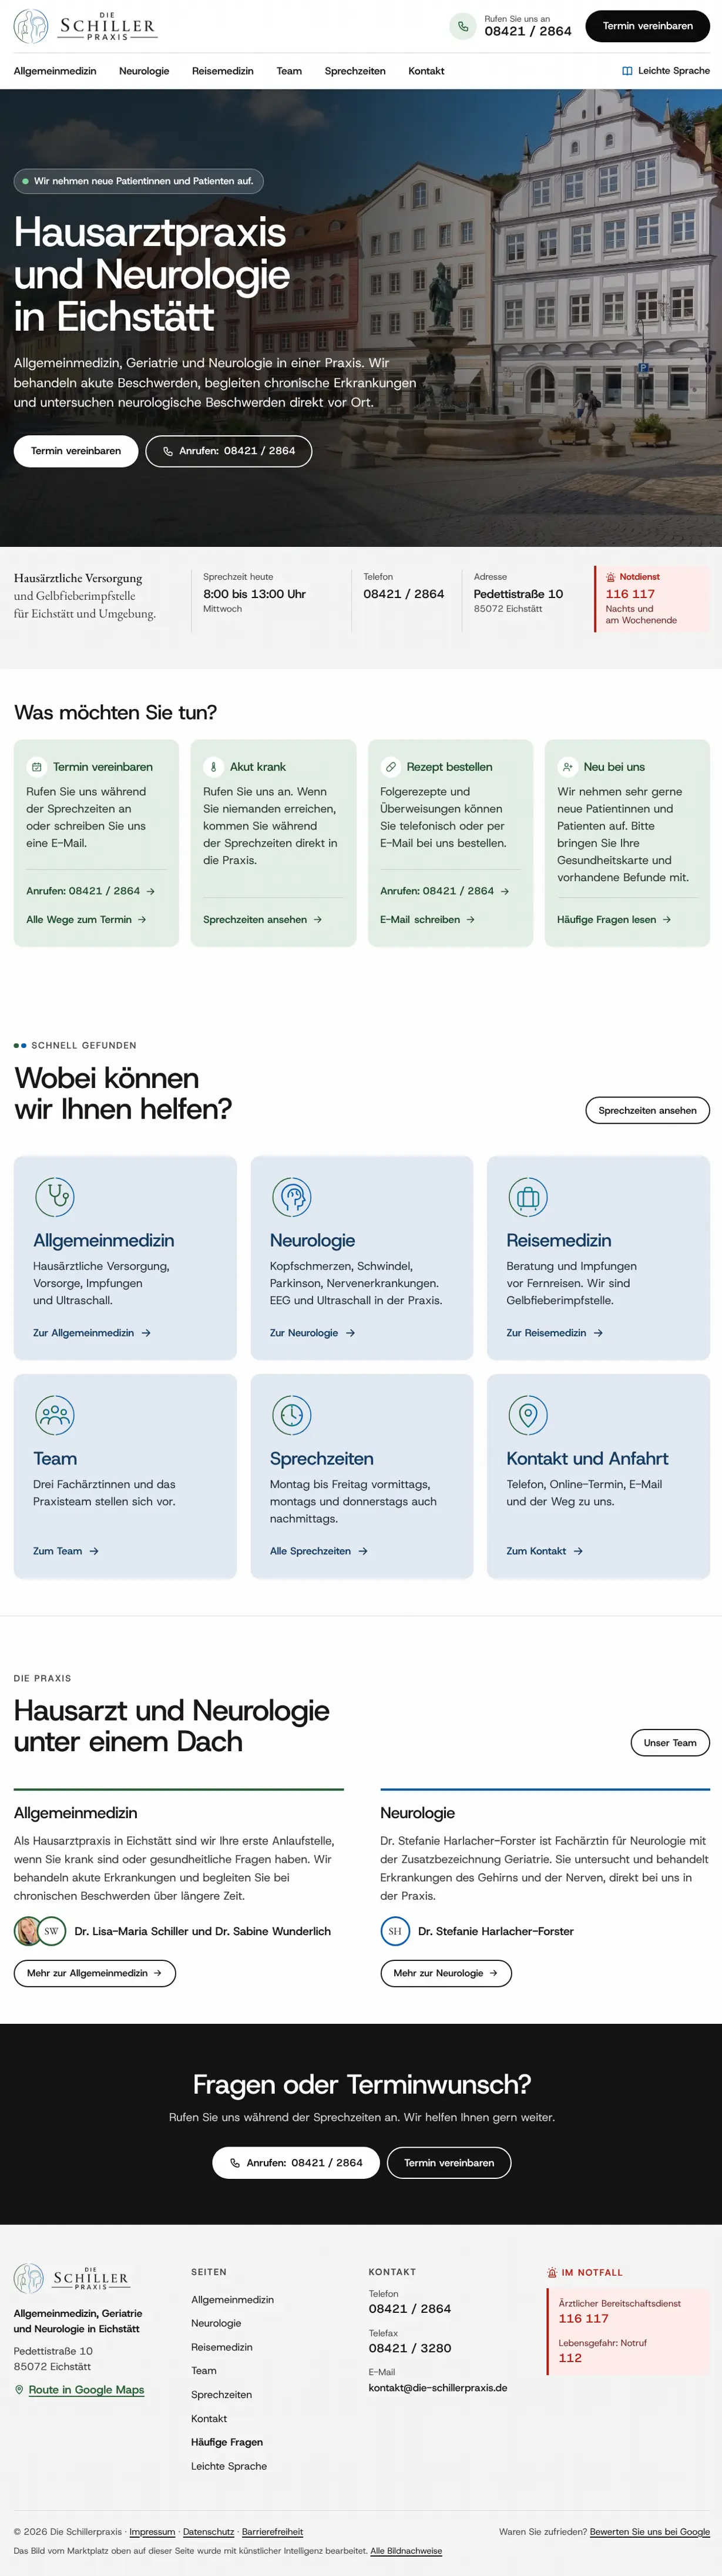 DIE
SCHILLER
PRAXIS
Rufen Sie uns an
08421 / 2864
Termin vereinbaren
Allgemeinmedizin
Neurologie
Reisemedizin
Team
Sprechzeiten
Kontakt
Leichte Sprache
Wir nehmen neue Patientinnen und Patienten auf.
Hausarztpraxis
und Neurologie
in Eichstätt
Allgemeinmedizin, Geriatrie und Neurologie in einer Praxis. Wir
behandeln akute Beschwerden, begleiten chronische Erkrankungen
und untersuchen neurologische Beschwerden direkt vor Ort.
Termin vereinbaren
Anrufen: 08421 / 2864
P
Hausärztliche Versorgung
und Gelbfieberimpfstelle
für Eichstätt und Umgebung.
Sprechzeit heute
8:00 bis 13:00 Uhr
Mittwoch
Telefon
08421 / 2864
Adresse
Pedettistraße 10
85072 Eichstätt
Notdienst
116 117
Nachts und
am Wochenende
Was möchten Sie tun?
Termin vereinbaren
Rufen Sie uns während
der Sprechzeiten an
oder schreiben Sie uns
eine E-Mail.
Anrufen: 08421 / 2864 →
Alle Wege zum Termin →
Akut krank
Rufen Sie uns an. Wenn
Sie niemanden erreichen,
kommen Sie während
der Sprechzeiten direkt in
die Praxis.
Sprechzeiten ansehen →
Rezept bestellen
Folgerezepte und
Überweisungen können
Sie telefonisch oder per
E-Mail bei uns bestellen.
Anrufen: 08421 / 2864 →
E-Mail schreiben →
Neu bei uns
Wir nehmen sehr gerne
neue Patientinnen und
Patienten auf. Bitte
bringen Sie Ihre
Gesundheitskarte und
vorhandene Befunde mit.
Häufige Fragen lesen →
SCHNELL GEFUNDEN
Wobei können
wir Ihnen helfen?
Sprechzeiten ansehen
Allgemeinmedizin
Hausärztliche Versorgung,
Vorsorge, Impfungen
und Ultraschall.
Zur Allgemeinmedizin →
Neurologie
Kopfschmerzen, Schwindel,
Parkinson, Nervenerkrankungen.
EEG und Ultraschall in der Praxis.
Zur Neurologie →
Reisemedizin
Beratung und Impfungen
vor Fernreisen. Wir sind
Gelbfieberimpfstelle.
Zur Reisemedizin →
Team
Drei Fachärztinnen und das
Praxisteam stellen sich vor.
Zum Team →
Sprechzeiten
Montag bis Freitag vormittags,
montags und donnerstags auch
nachmittags.
Alle Sprechzeiten →
Kontakt und Anfahrt
Telefon, Online-Termin, E-Mail
und der Weg zu uns.
Zum Kontakt →
DIE PRAXIS
Hausarzt und Neurologie
unter einem Dach
Unser Team
Allgemeinmedizin
Als Hausarztpraxis in Eichstätt sind wir Ihre erste Anlaufstelle,
wenn Sie krank sind oder gesundheitliche Fragen haben. Wir
behandeln akute Erkrankungen und begleiten Sie bei
chronischen Beschwerden über längere Zeit.
SW
Dr. Lisa-Maria Schiller und Dr. Sabine Wunderlich
Mehr zur Allgemeinmedizin →
Neurologie
Dr. Stefanie Harlacher-Forster ist Fachärztin für Neurologie mit
der Zusatzbezeichnung Geriatrie. Sie untersucht und behandelt
Erkrankungen des Gehirns und der Nerven, direkt bei uns in
der Praxis.
SH
Dr. Stefanie Harlacher-Forster
Mehr zur Neurologie →
Fragen oder Terminwunsch?
Rufen Sie uns während der Sprechzeiten an. Wir helfen Ihnen gern weiter.
Anrufen: 08421 / 2864
Termin vereinbaren
DIE
SCHILLER
PRAXIS
Allgemeinmedizin, Geriatrie
und Neurologie in Eichstätt
Pedettistraße 10
85072 Eichstätt
Route in Google Maps
SEITEN
Allgemeinmedizin
Neurologie
Reisemedizin
Team
Sprechzeiten
Kontakt
Häufige Fragen
Leichte Sprache
KONTAKT
Telefon
08421 / 2864
Telefax
08421 / 3280
E-Mail
kontakt@die-schillerpraxis.de
IM NOTFALL
Ärztlicher Bereitschaftsdienst
116 117
Lebensgefahr: Notruf
112
© 2026 Die Schillerpraxis · Impressum · Datenschutz · Barrierefreiheit
Waren Sie zufrieden? Bewerten Sie uns bei Google
Das Bild vom Marktplatz oben auf dieser Seite wurde mit künstlicher Intelligenz bearbeitet. Alle Bildnachweise